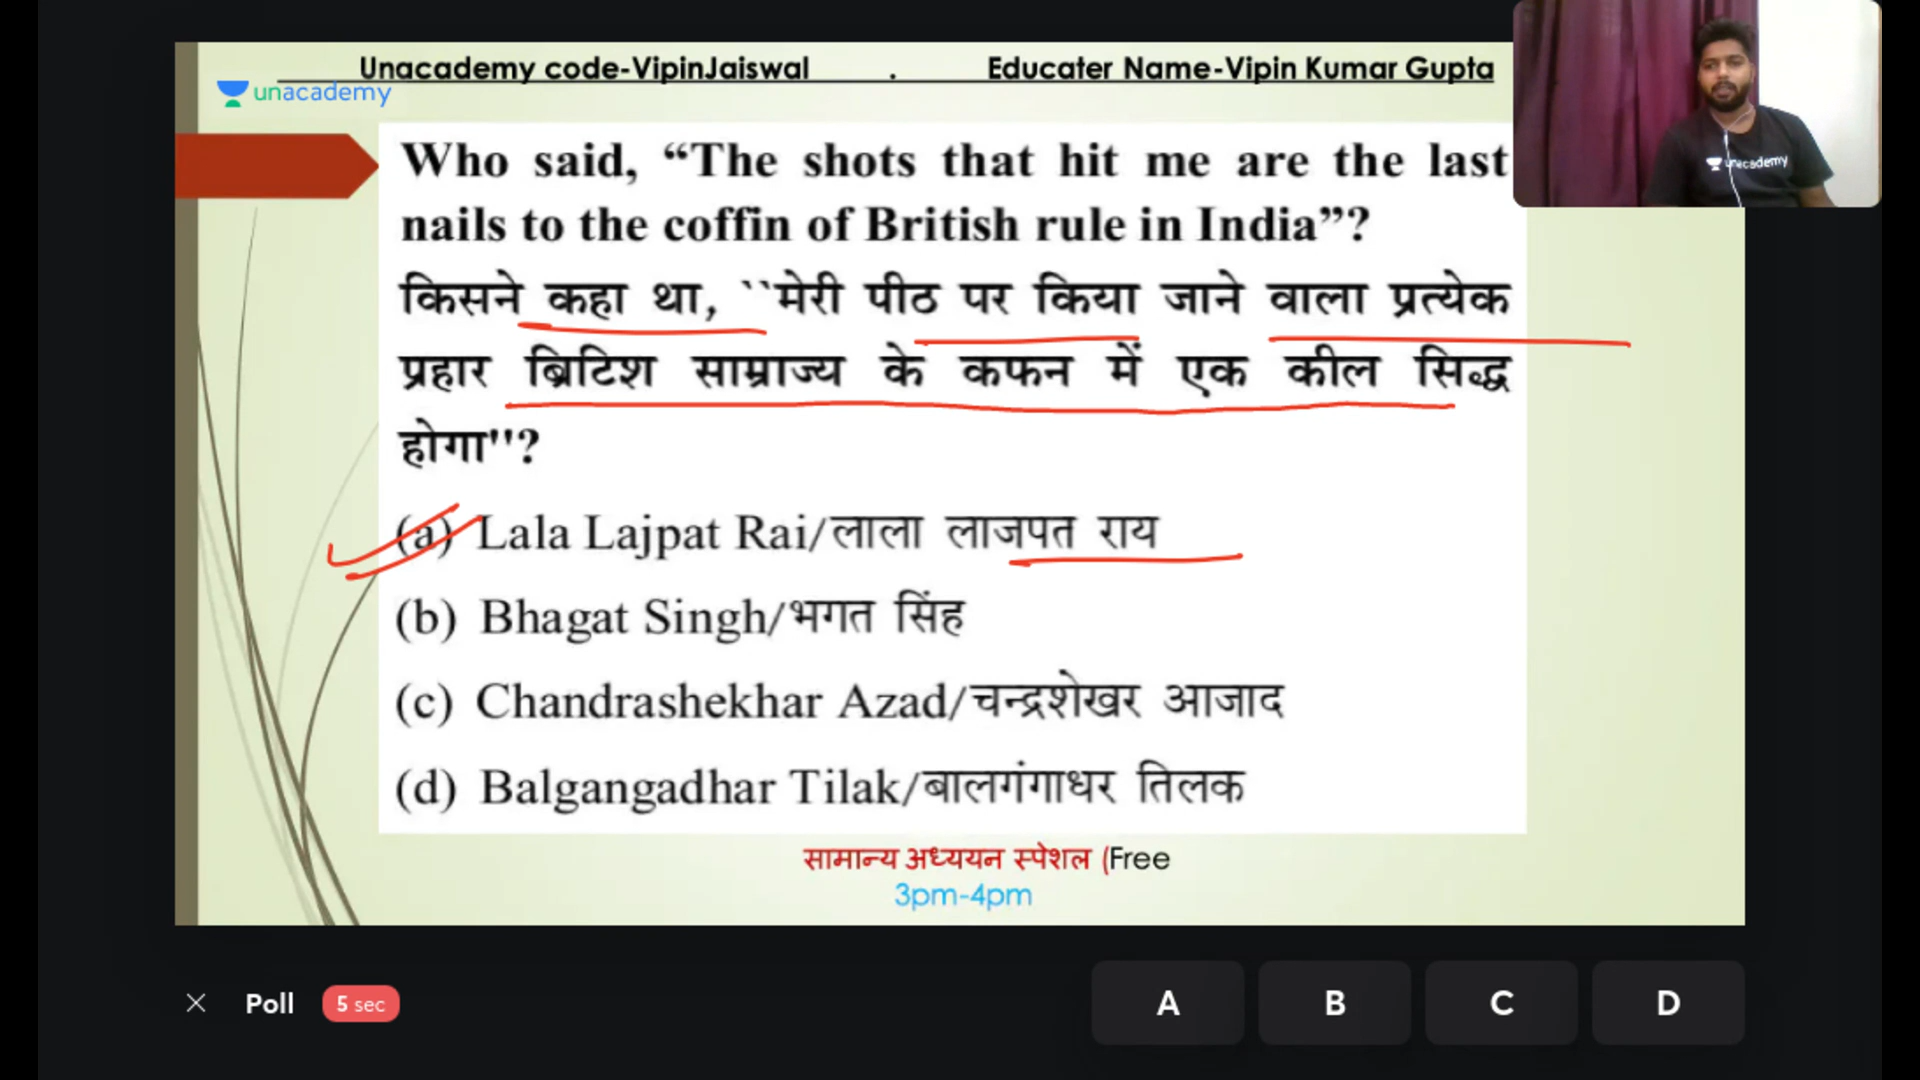 Unacademy code-VipinJaiswal . Educater Name-Vipin Kumar Gupta
unacademy
Who said, “The shots that hit me are the last
nails to the coffin of British rule in India”?
किसने कहा था, ``मेरी पीठ पर किया जाने वाला प्रत्येक
प्रहार ब्रिटिश साम्राज्य के कफन में एक कील सिद्ध
होगा''?
(a) Lala Lajpat Rai/लाला लाजपत राय
(b) Bhagat Singh/भगत सिंह
(c) Chandrashekhar Azad/चन्द्रशेखर आजाद
(d) Balgangadhar Tilak/बालगंगाधर तिलक
सामान्य अध्ययन स्पेशल (Free
3pm-4pm
unacademy
Poll 5 sec A B C D